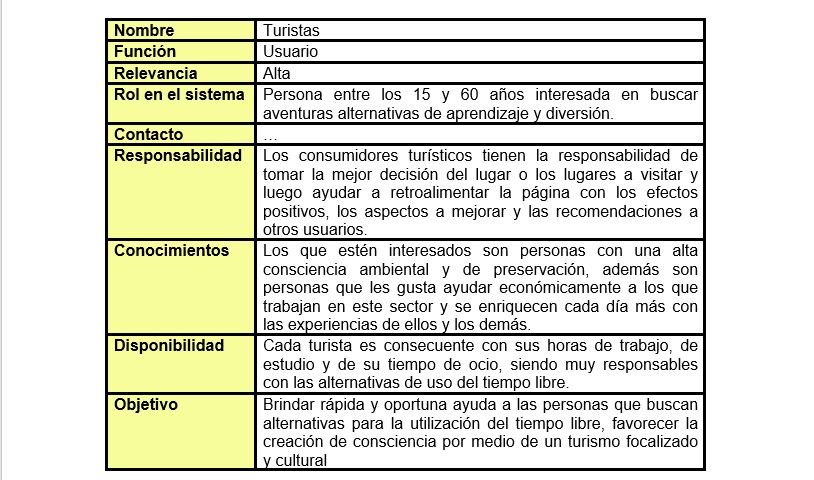 Nombre Turistas
Función Usuario
Relevancia Alta
Rol en el sistema Persona entre los 15 y 60 años interesada en buscar
aventuras alternativas de aprendizaje y diversión.
Contacto …
Responsabilidad Los consumidores turísticos tienen la responsabilidad de
tomar la mejor decisión del lugar o los lugares a visitar y
luego ayudar a retroalimentar la página con los efectos
positivos, los aspectos a mejorar y las recomendaciones a
otros usuarios.
Conocimientos Los que estén interesados son personas con una alta
consciencia ambiental y de preservación, además son
personas que les gusta ayudar económicamente a los que
trabajan en este sector y se enriquecen cada día más con
las experiencias de ellos y los demás.
Disponibilidad Cada turista es consecuente con sus horas de trabajo, de
estudio y de su tiempo de ocio, siendo muy responsables
con las alternativas de uso del tiempo libre.
Objetivo Brindar rápida y oportuna ayuda a las personas que buscan
alternativas para la utilización del tiempo libre, favorecer la
creación de consciencia por medio de un turismo focalizado
y cultural